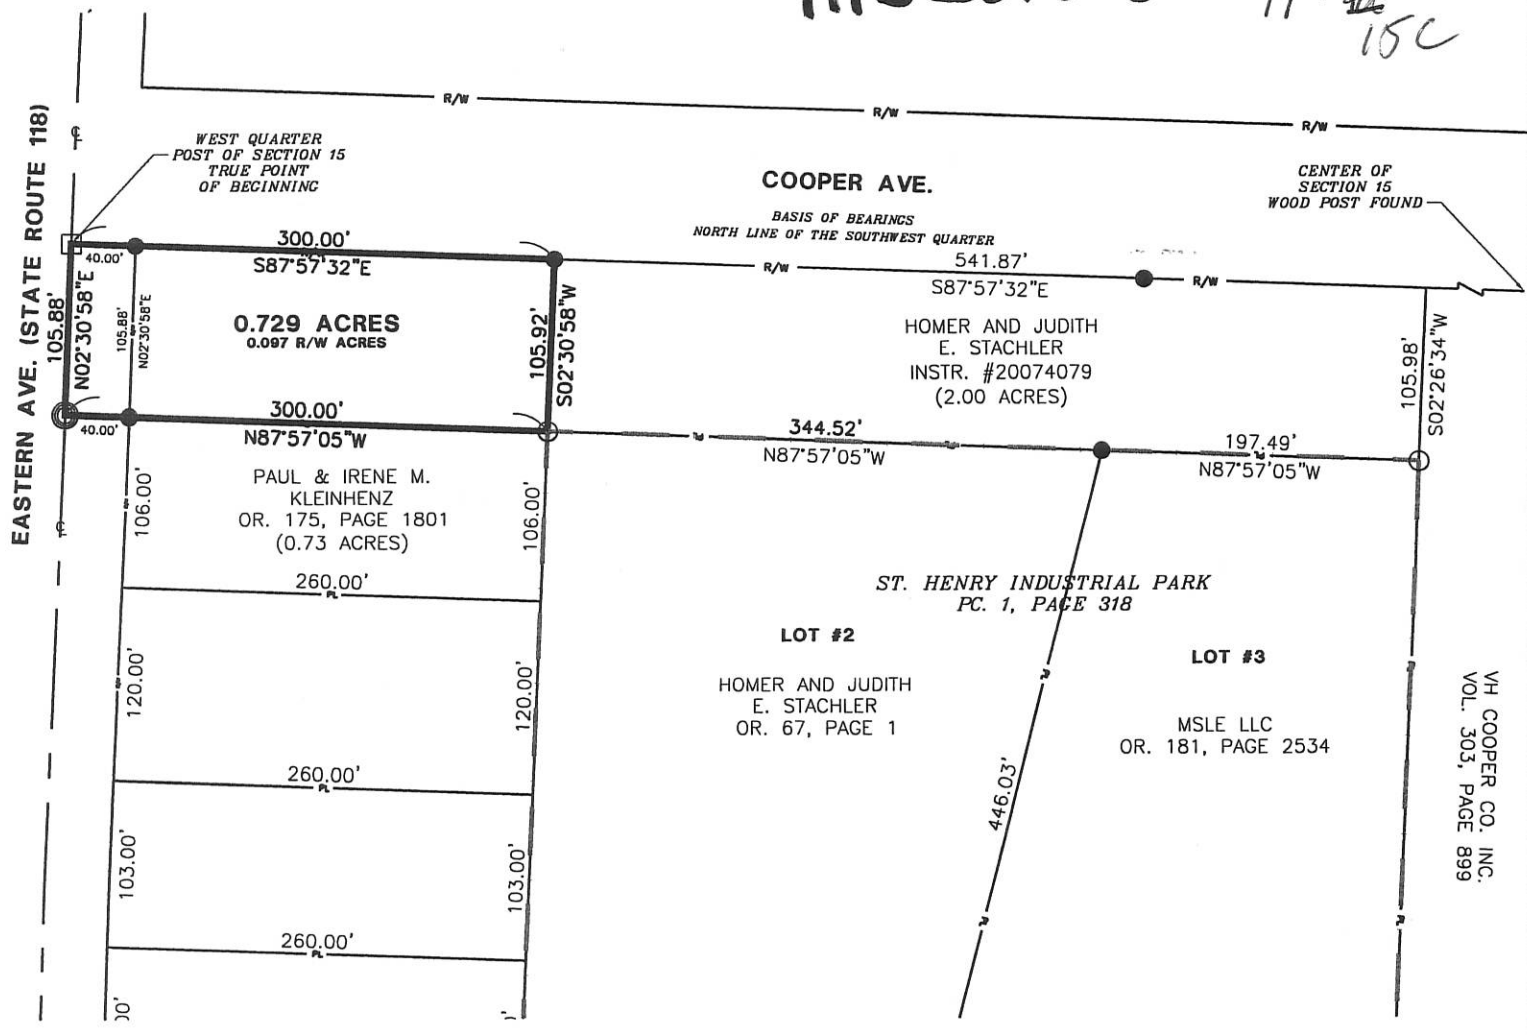 15C
R/W
R/W
R/W
EASTERN AVE. (STATE ROUTE 118)
WEST QUARTER
POST OF SECTION 15
TRUE POINT
OF BEGINNING
COOPER AVE.
BASIS OF BEARINGS
NORTH LINE OF THE SOUTHWEST QUARTER
CENTER OF
SECTION 15
WOOD POST FOUND
40.00'
300.00'
S87°57'32"E
R/W
541.87'
S87°57'32"E
R/W
105.88'
N02°30'58"E
105.88'
N02°30'58"E
0.729 ACRES
0.097 R/W ACRES
105.92'
S02°30'58"W
HOMER AND JUDITH
E. STACHLER
INSTR. #20074079
(2.00 ACRES)
105.98'
S02°26'34"W
40.00'
300.00'
N87°57'05"W
PL
344.52'
N87°57'05"W
197.49'
N87°57'05"W
PAUL & IRENE M.
KLEINHENZ
OR. 175, PAGE 1801
(0.73 ACRES)
106.00'
106.00'
260.00'
PL
ST. HENRY INDUSTRIAL PARK
PC. 1, PAGE 318
LOT #2
HOMER AND JUDITH
E. STACHLER
OR. 67, PAGE 1
LOT #3
MSLE LLC
OR. 181, PAGE 2534
VH COOPER CO. INC.
VOL. 303, PAGE 899
120.00'
120.00'
260.00'
PL
446.03'
PL
PL
PL
PL
103.00'
103.00'
260.00'
PL